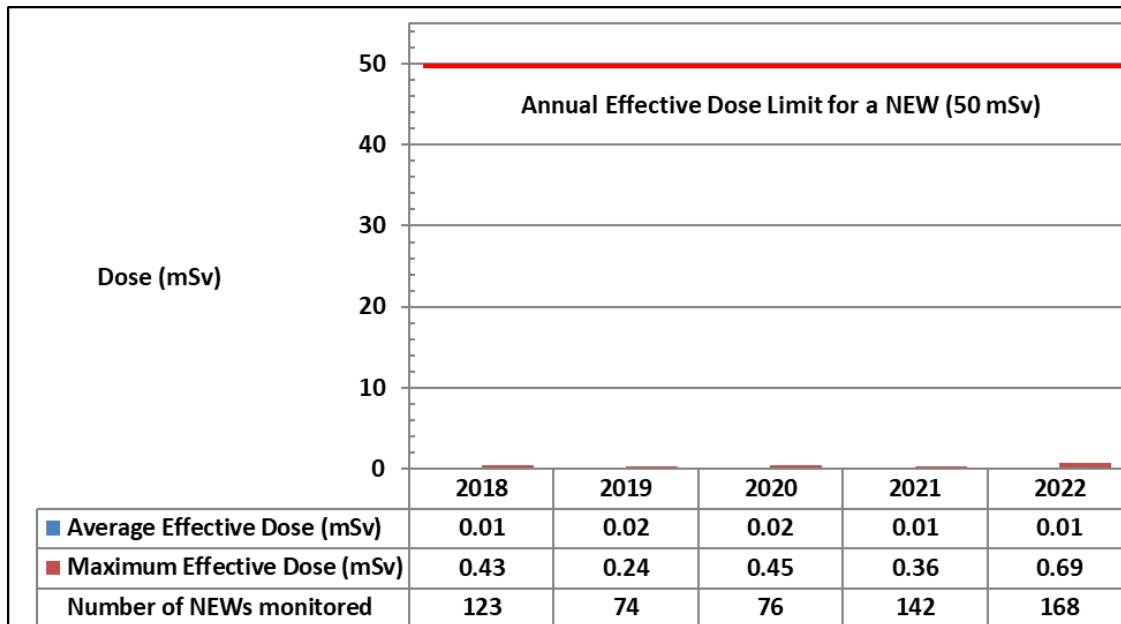 50
Annual Effective Dose Limit for a NEW (50 mSv)
40
30
Dose (mSv)
20
10
0
2018 2019 2020 2021 2022
Average Effective Dose (mSv) 0.01 0.02 0.02 0.01 0.01
Maximum Effective Dose (mSv) 0.43 0.24 0.45 0.36 0.69
Number of NEWs monitored 123 74 76 142 168